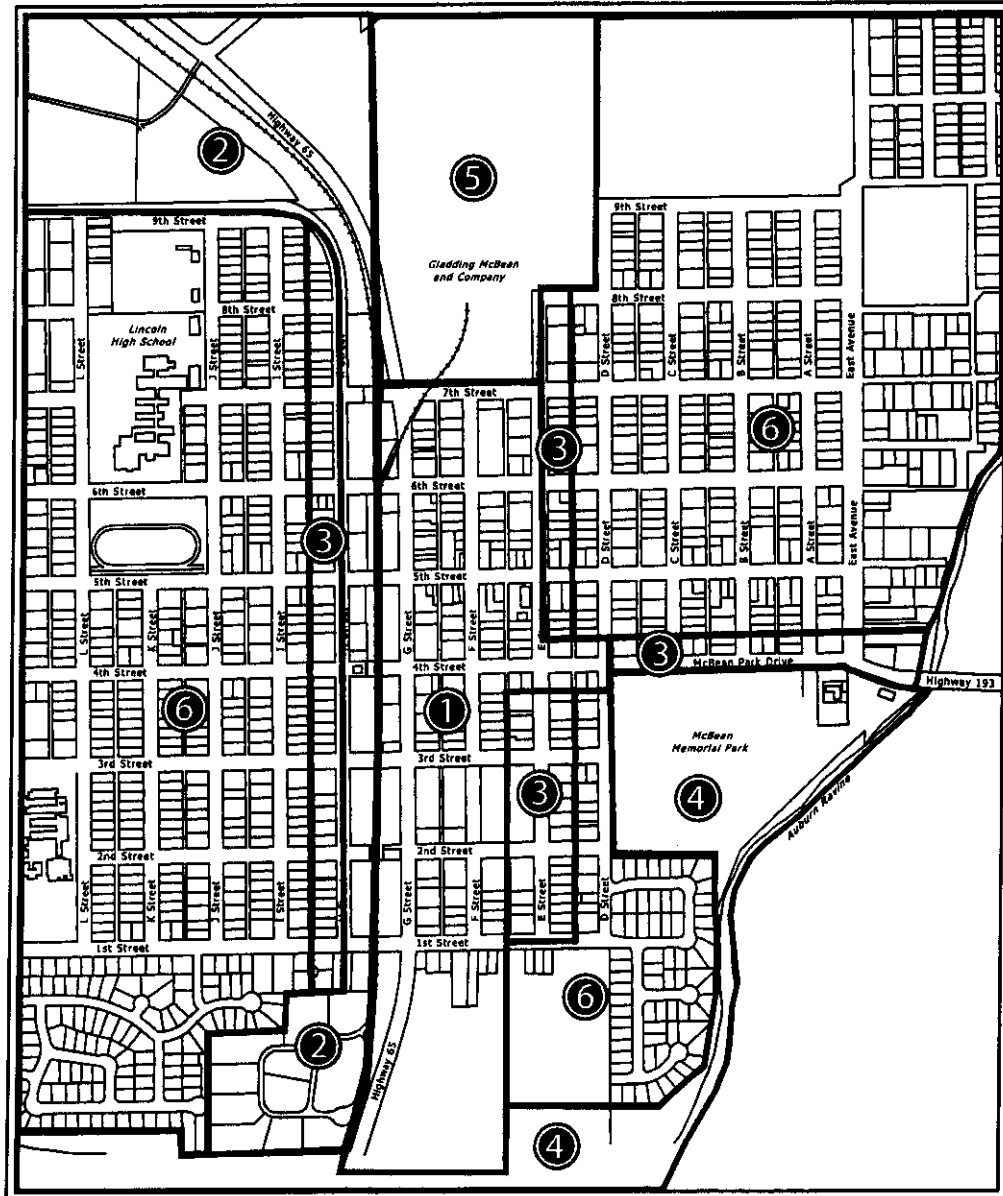 Highway 65
2
5
9th Street
9th Street
Gladding McBean
and Company
8th Street
8th Street
Lincoln
High School
L Street
J Street
I Street
D Street
C Street
B Street
A Street
East Avenue
7th Street
3
6
6th Street
6th Street
3
D Street
C Street
B Street
A Street
East Avenue
5th Street
5th Street
L Street
K Street
J Street
I Street
G Street
F Street
E
4th Street
4th Street
3
McBean Park Drive
Highway 193
6
1
McBean
Memorial Park
3rd Street
3rd Street
3
4
Auburn Ravine
2nd Street
2nd Street
L Street
K Street
J Street
I Street
G Street
F Street
E Street
D Street
1st Street
1st Street
6
2
Highway 65
4